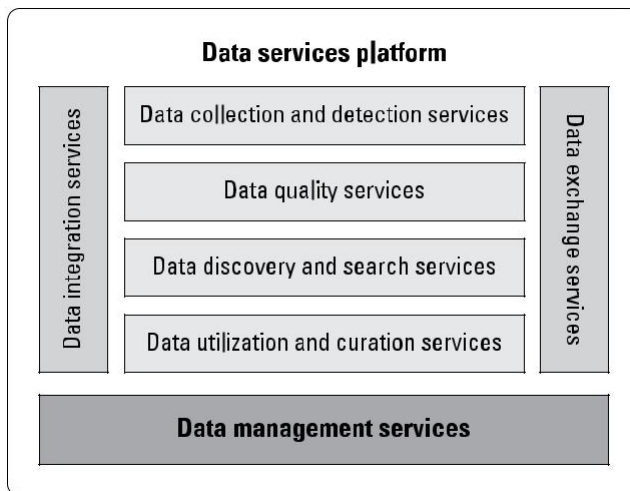 Data services platform
Data integration services
Data collection and detection services
Data quality services
Data discovery and search services
Data utilization and curation services
Data exchange services
Data management services